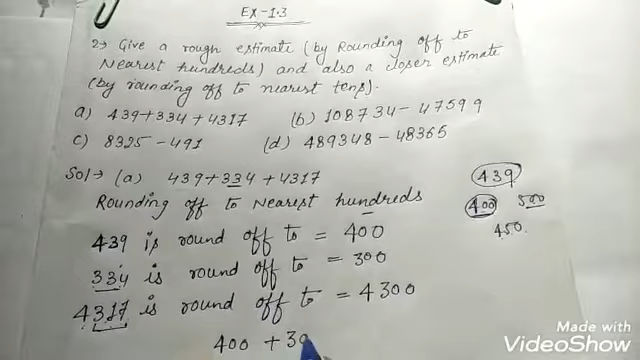 Ex-1.3
2→ Give a rough estimate (by Rounding off to
Nearest hundreds) and also a closer estimate
(by rounding off to nearest tens).
a) 439+334+4317 (b) 108734-47599
c) 8325-491 (d) 489348-48365
Sol→ (a) 439+334+4317
Rounding off to Nearest hundreds
439 is round off to = 400
334 is round off to = 300
4317 is round off to = 4300
400 + 30
439
400 500
450
Made with
VideoShow